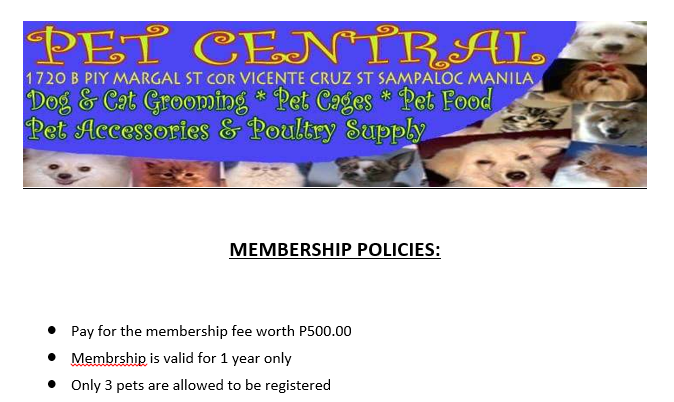 PET CENTRAL
1720 B PIY MARGAL ST COR VICENTE CRUZ ST SAMPALOC MANILA
Dog & Cat Grooming * Pet Cages * Pet Food
Pet Accessories & Poultry Supply
MEMBERSHIP POLICIES:
• Pay for the membership fee worth P500.00
• Membrship is valid for 1 year only
• Only 3 pets are allowed to be registered